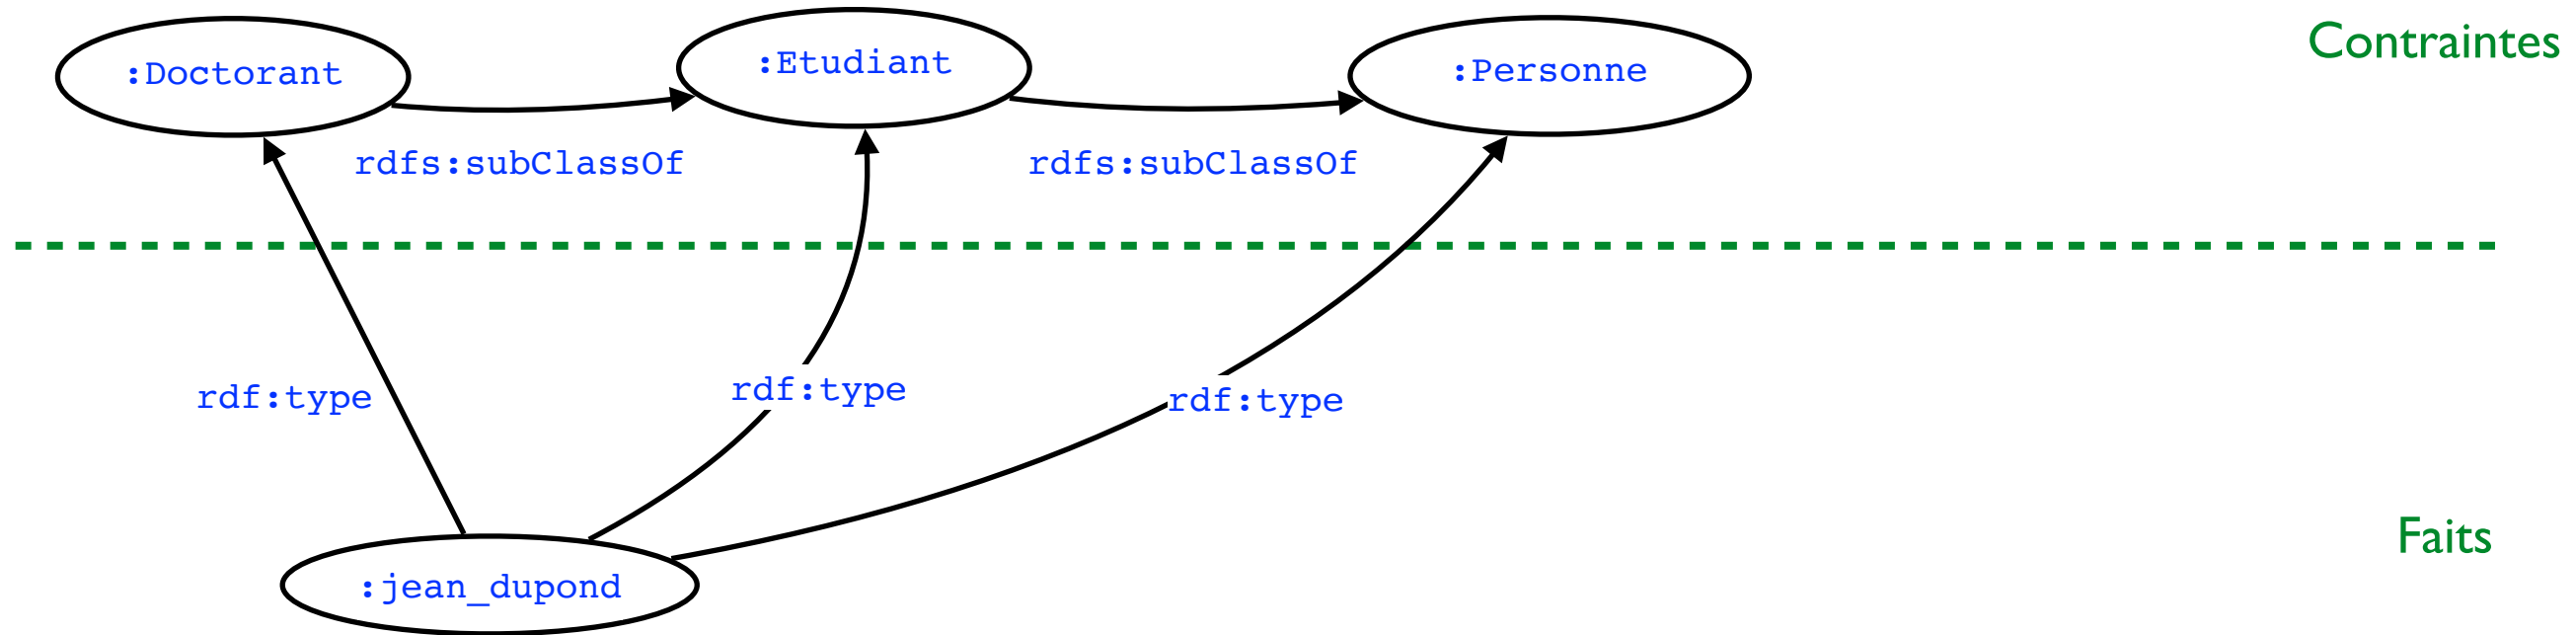 Contraintes
:Doctorant
:Etudiant
:Personne
rdfs:subClassOf
rdfs:subClassOf
rdf:type
rdf:type
rdf:type
Faits
:jean_dupond